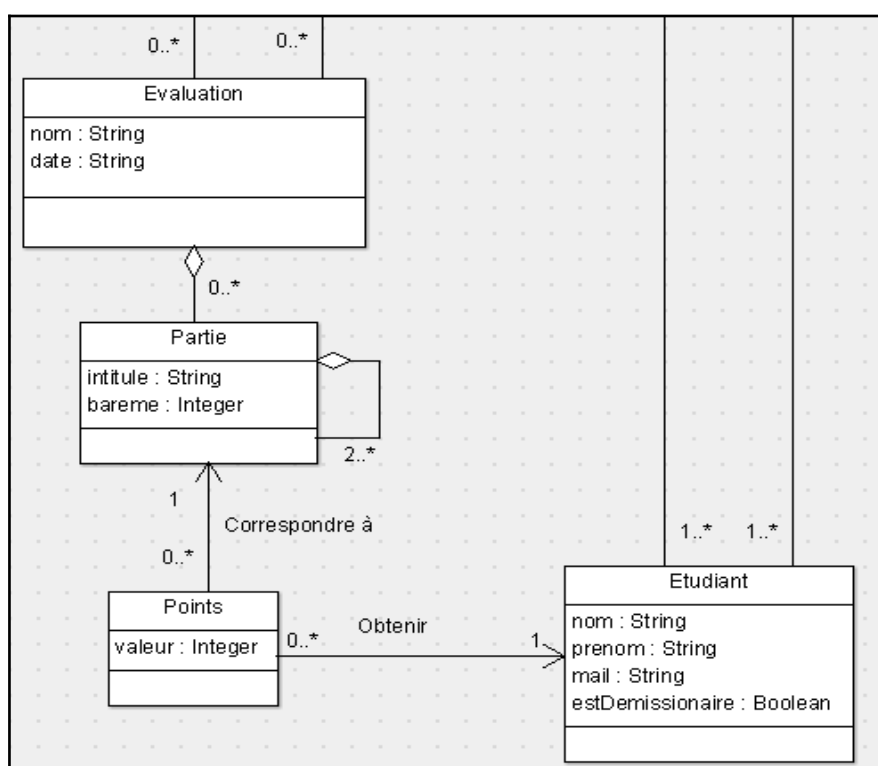 0..*
0..*
Evaluation
nom : String
date : String
0..*
Partie
intitule : String
bareme : Integer
2..*
1
Correspondre à
0..*
Points
valeur : Integer
0..*
Obtenir
1
1..*
1..*
Etudiant
nom : String
prenom : String
mail : String
estDemissionaire : Boolean